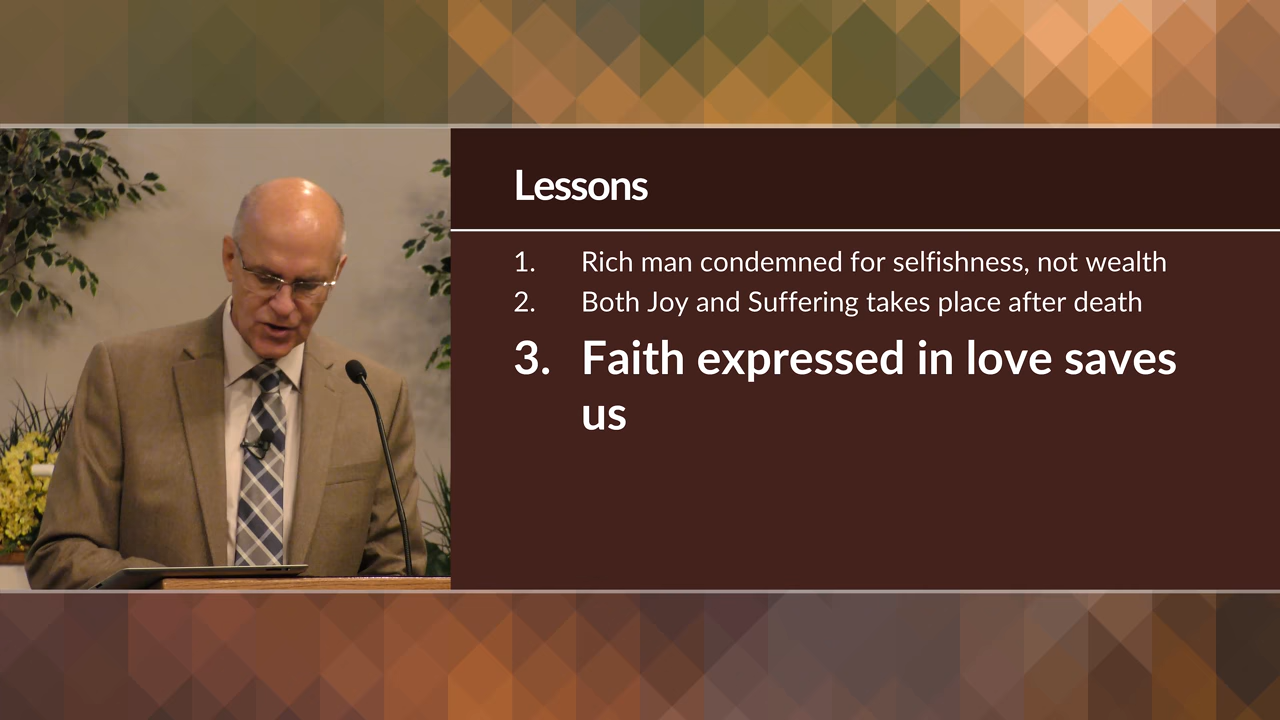 Lessons
1. Rich man condemned for selfishness, not wealth
2. Both Joy and Suffering takes place after death
3. Faith expressed in love saves
us